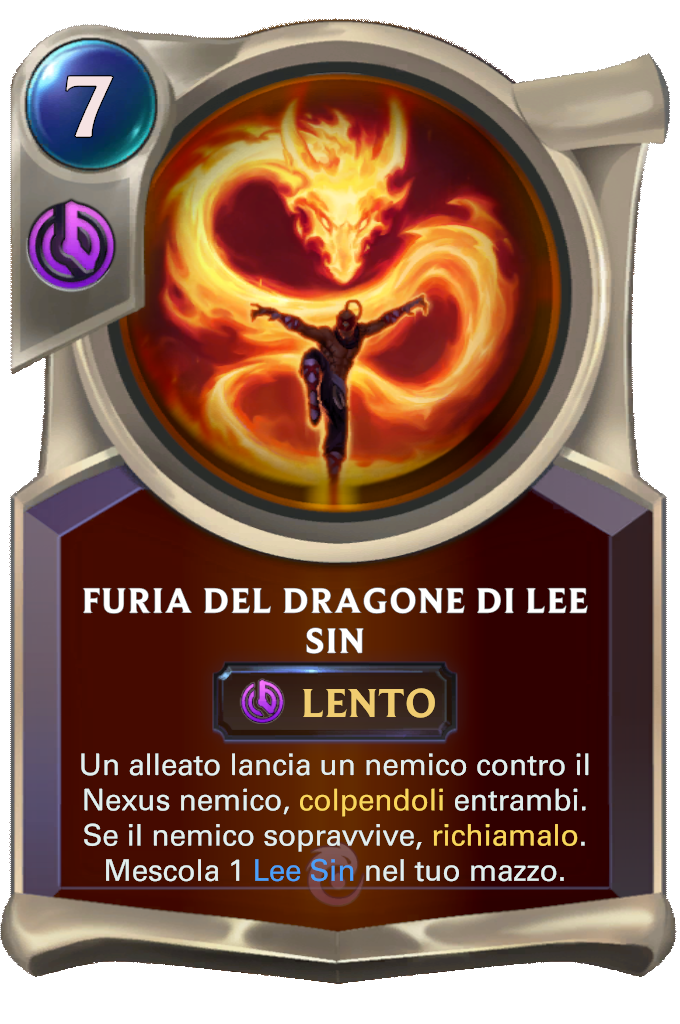 7
FURIA DEL DRAGONE DI LEE
SIN
LENTO
Un alleato lancia un nemico contro il
Nexus nemico, colpendoli entrambi.
Se il nemico sopravvive, richiamalo.
Mescola 1 Lee Sin nel tuo mazzo.